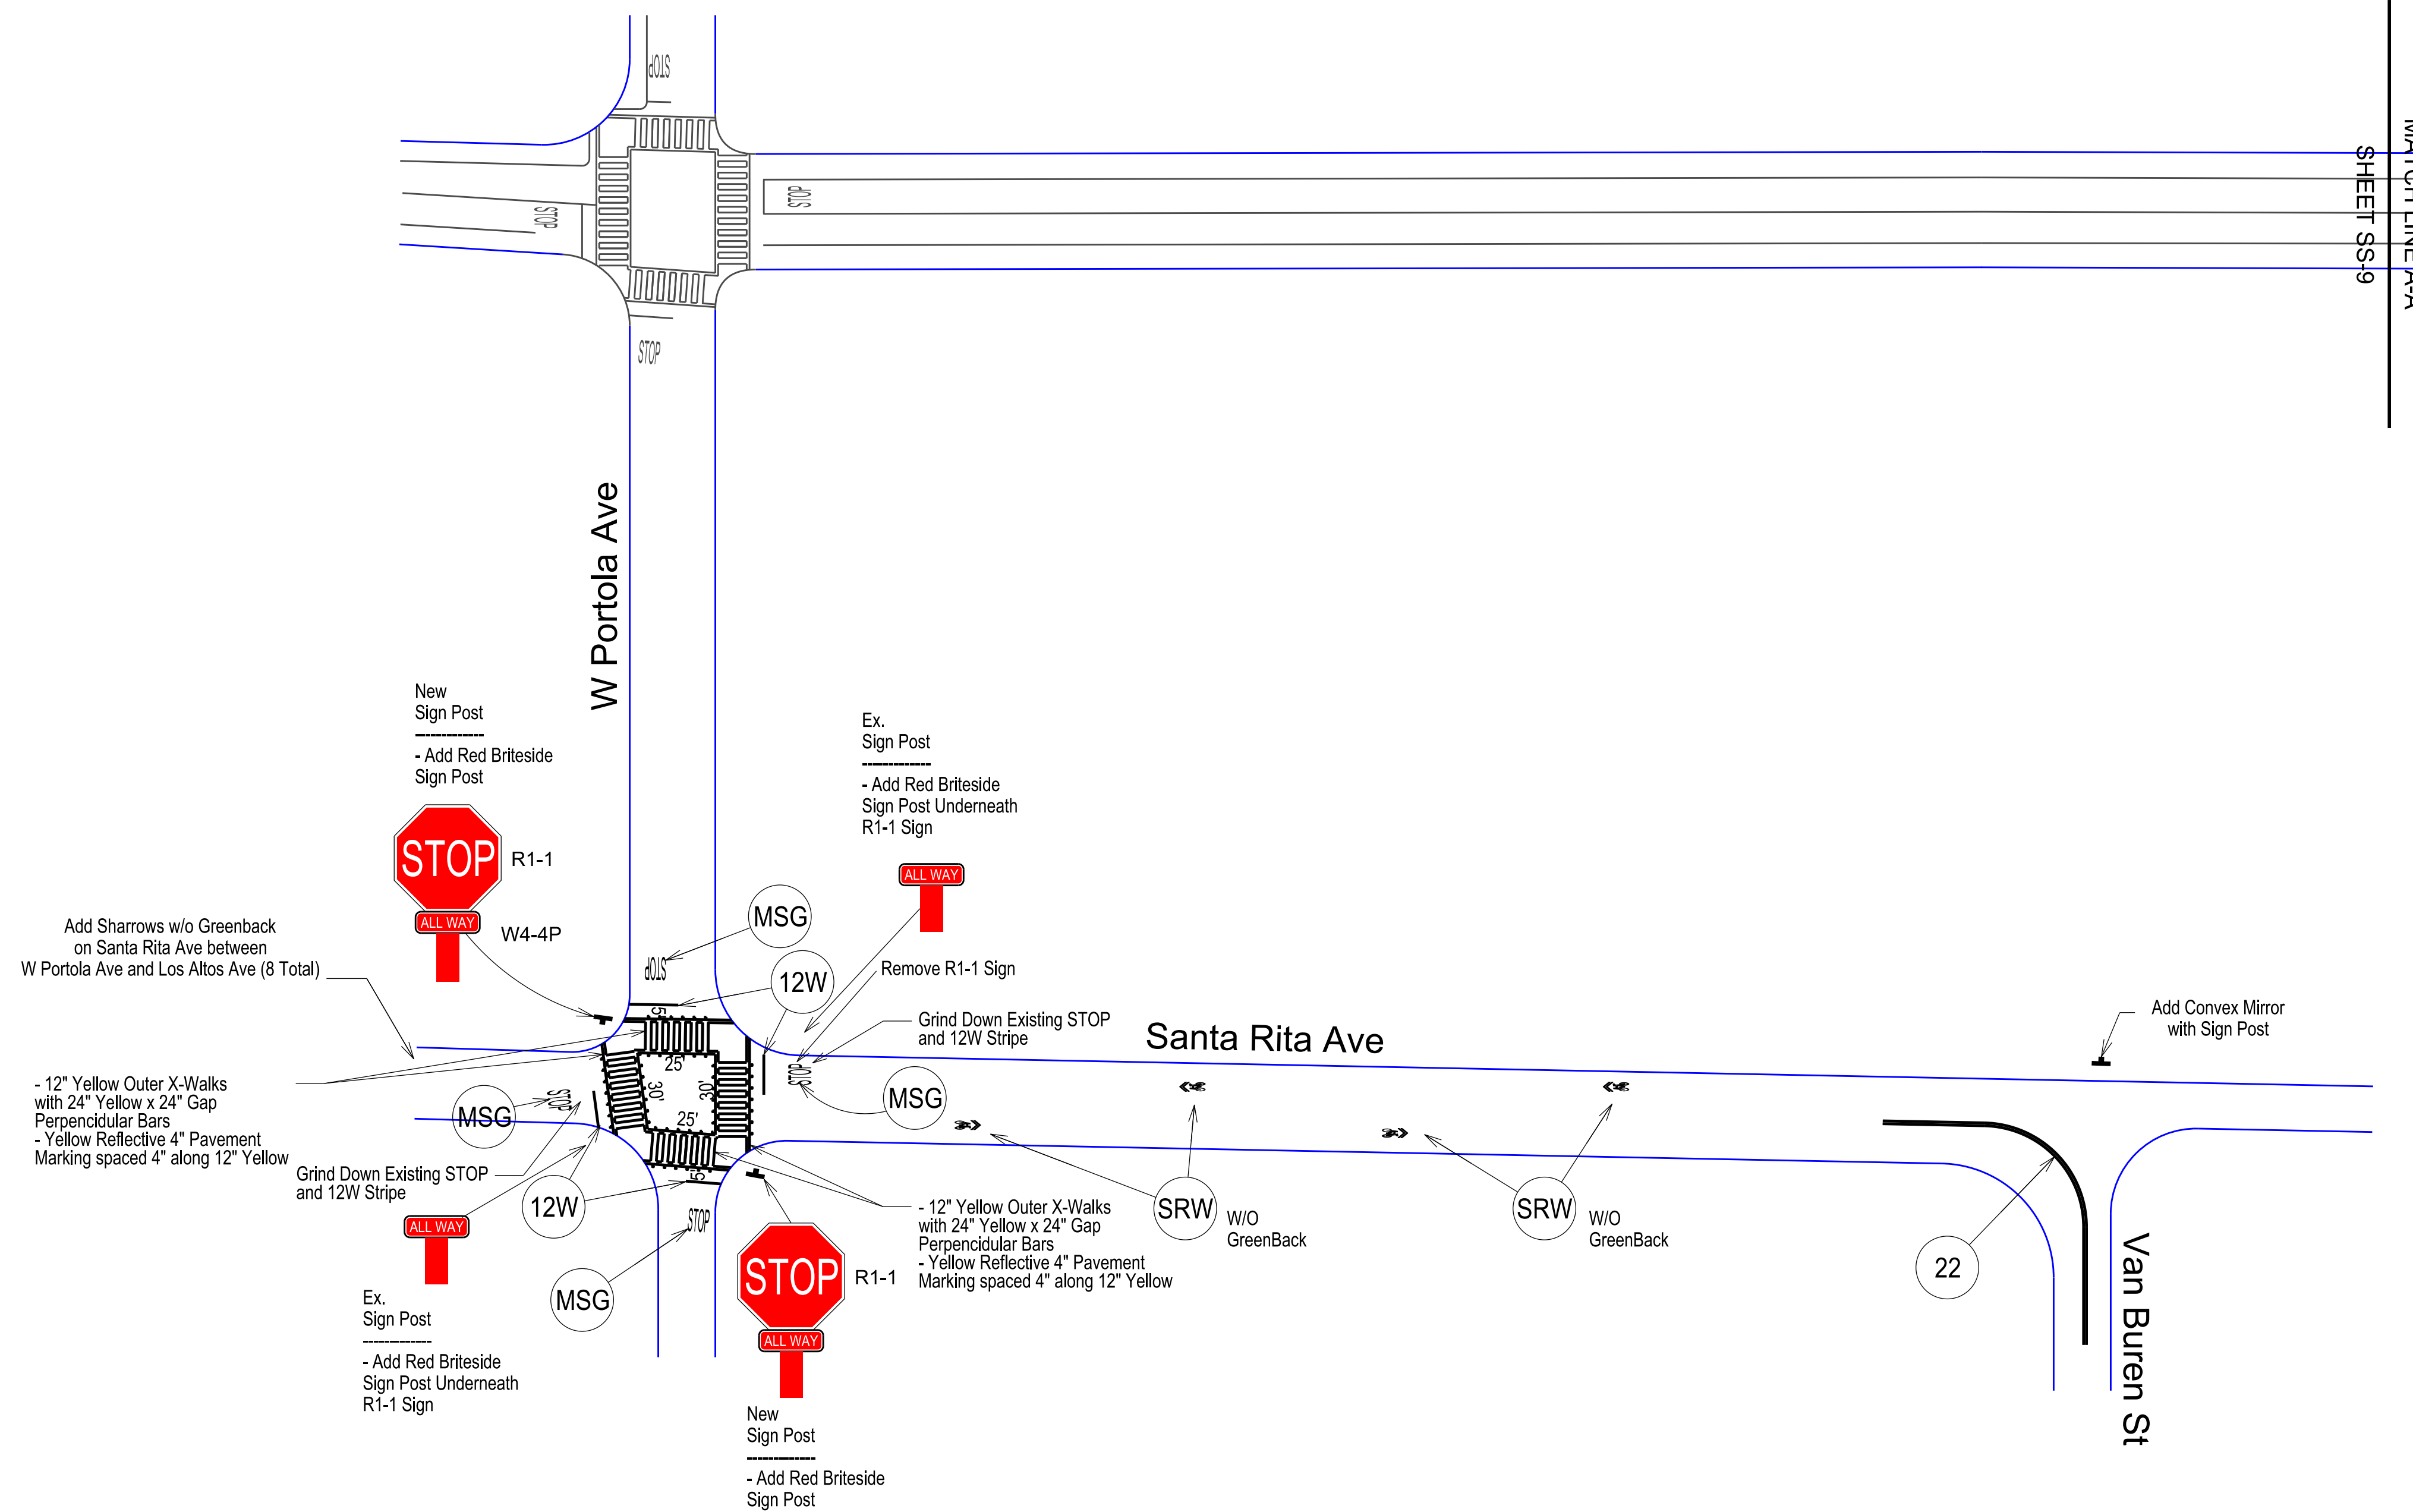 STOP
STOP
STOP
STOP
MATCH LINE A-A
SHEET SS-9
W Portola Ave
New
Sign Post
-------------
- Add Red Briteside
Sign Post
STOP
R1-1
ALL WAY
W4-4P
Ex.
Sign Post
-------------
- Add Red Briteside
Sign Post Underneath
R1-1 Sign
ALL WAY
MSG
12W
STOP
Remove R1-1 Sign
Grind Down Existing STOP
and 12W Stripe
Add Sharrows w/o Greenback
on Santa Rita Ave between
W Portola Ave and Los Altos Ave (8 Total)
Santa Rita Ave
Add Convex Mirror
with Sign Post
5'
25'
30'
30'
25'
5'
STOP
STOP
MSG
MSG
- 12" Yellow Outer X-Walks
with 24" Yellow x 24" Gap
Perpencidular Bars
- Yellow Reflective 4" Pavement
Marking spaced 4" along 12" Yellow
Grind Down Existing STOP
and 12W Stripe
12W
STOP
- 12" Yellow Outer X-Walks
with 24" Yellow x 24" Gap
Perpencidular Bars
- Yellow Reflective 4" Pavement
Marking spaced 4" along 12" Yellow
SRW
W/O
GreenBack
SRW
W/O
GreenBack
22
Van Buren St
ALL WAY
Ex.
Sign Post
-------------
- Add Red Briteside
Sign Post Underneath
R1-1 Sign
MSG
STOP
R1-1
ALL WAY
New
Sign Post
-------------
- Add Red Briteside
Sign Post